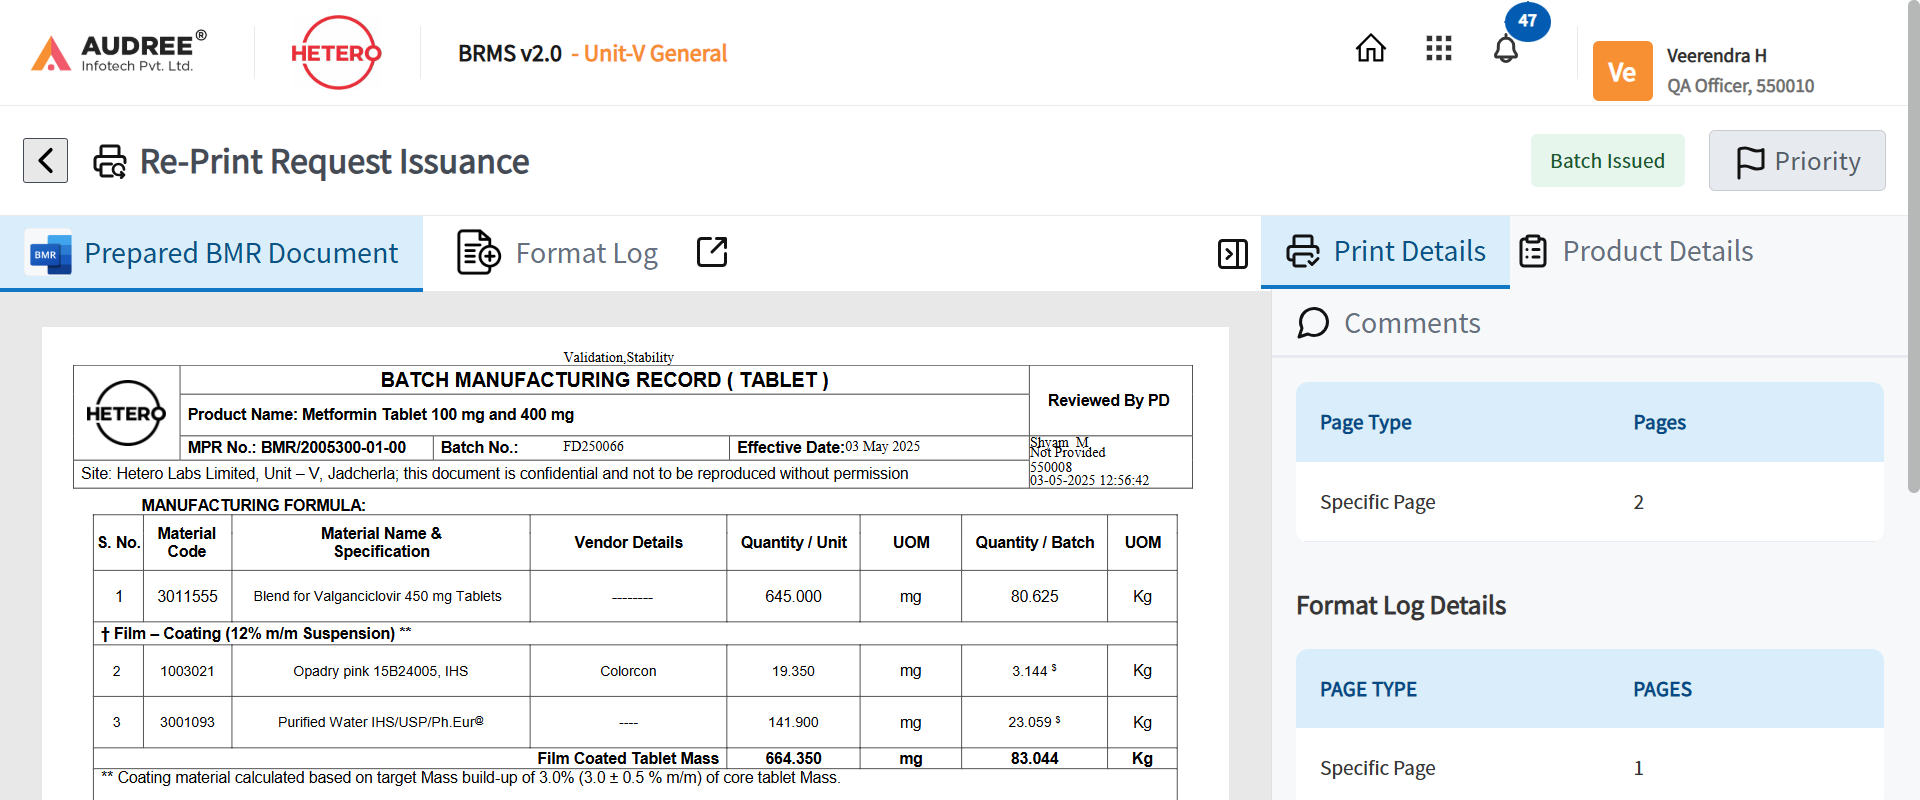 AUDREE®
Infotech Pvt. Ltd.
HETERO
BRMS v2.0 - Unit-V General
47
Ve
Veerendra H
QA Officer, 550010
Re-Print Request Issuance
Batch Issued
Priority
BMR Prepared BMR Document
Format Log
Print Details
Product Details
Comments
Validation,Stability
HETERO
BATCH MANUFACTURING RECORD ( TABLET )
Reviewed By PD
Product Name: Metformin Tablet 100 mg and 400 mg
MPR No.: BMR/2005300-01-00 Batch No.: FD250066 Effective Date:03 May 2025
Shyam M
Not Provided
550008
03-05-2025 12:56:42
Site: Hetero Labs Limited, Unit – V, Jadcherla; this document is confidential and not to be reproduced without permission
MANUFACTURING FORMULA:
S. No. Material Code Material Name & Specification Vendor Details Quantity / Unit UOM Quantity / Batch UOM
1 3011555 Blend for Valganciclovir 450 mg Tablets -------- 645.000 mg 80.625 Kg
† Film – Coating (12% m/m Suspension) **
2 1003021 Opadry pink 15B24005, IHS Colorcon 19.350 mg 3.144 $ Kg
3 3001093 Purified Water IHS/USP/Ph.Eur@ ---- 141.900 mg 23.059 $ Kg
Film Coated Tablet Mass 664.350 mg 83.044 Kg
** Coating material calculated based on target Mass build-up of 3.0% (3.0 ± 0.5 % m/m) of core tablet Mass.
Page Type Pages
Specific Page 2
Format Log Details
PAGE TYPE PAGES
Specific Page 1